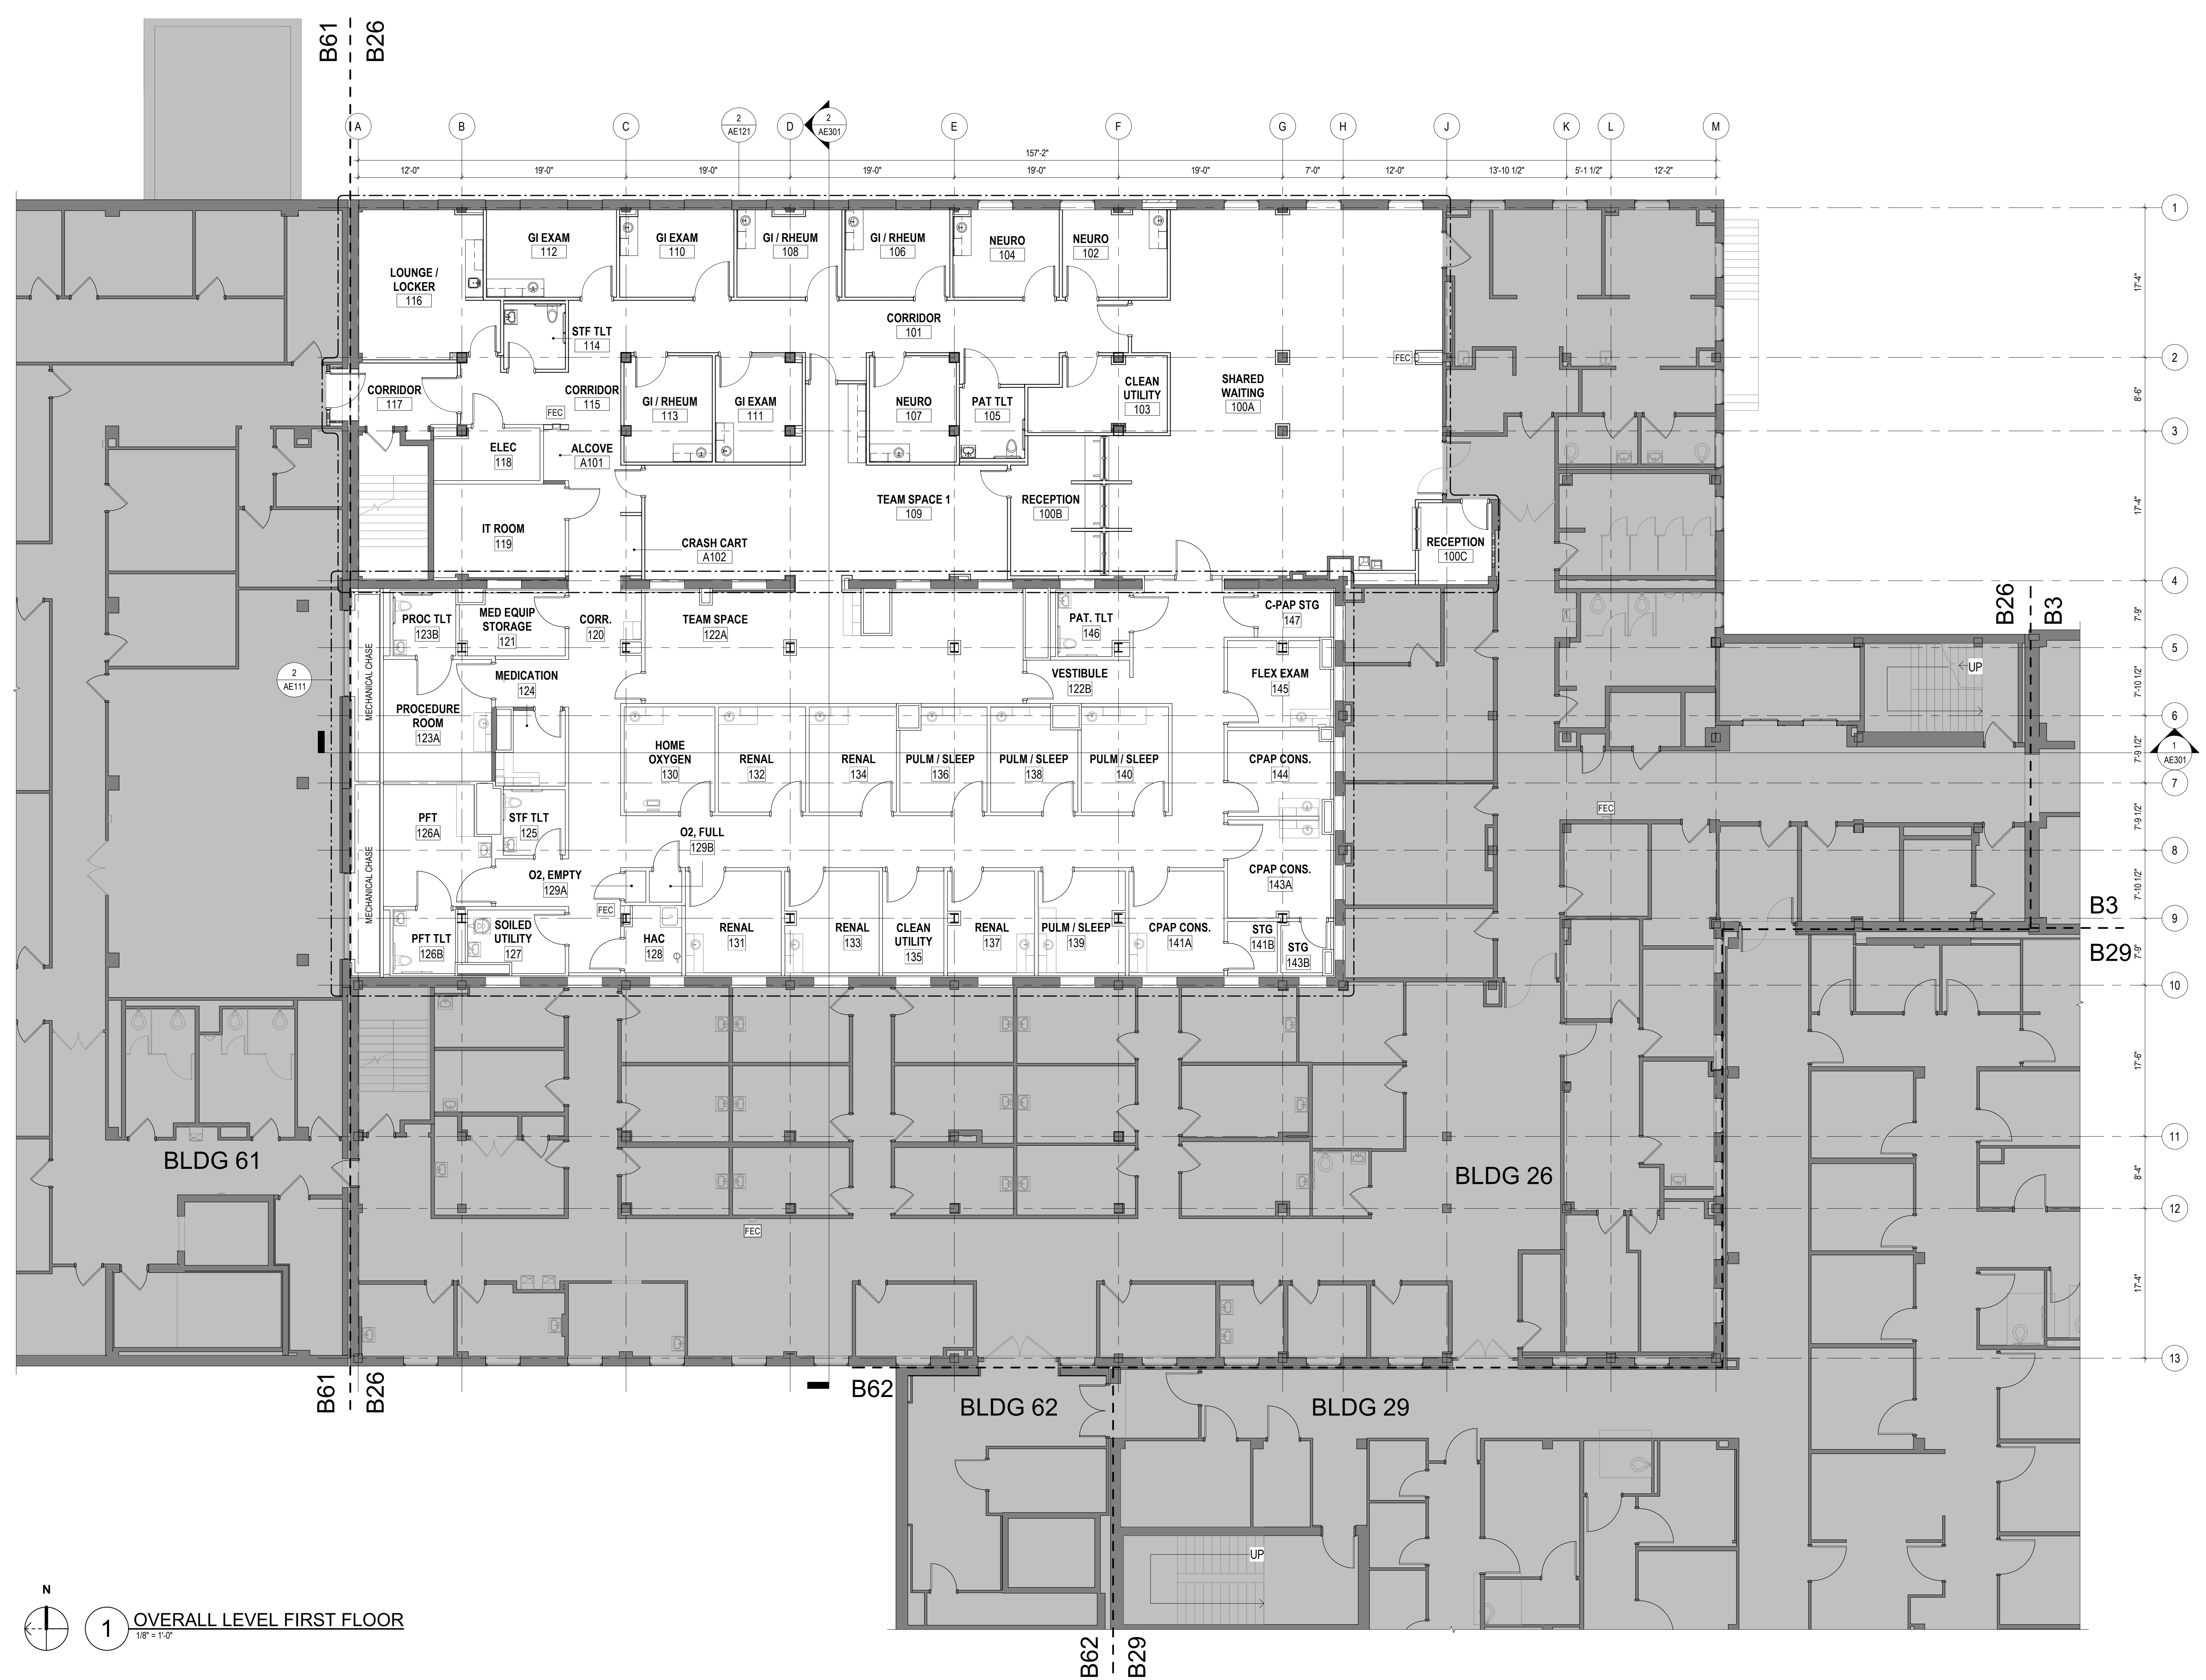 B61
B26
A
B
C
2
AE121
D
2
AE301
E
F
G
H
J
K
L
M
157'-2"
12'-0"
19'-0"
19'-0"
19'-0"
19'-0"
19'-0"
7'-0"
12'-0"
13'-10 1/2"
5'-1 1/2"
12'-2"
1
17'-4"
2
8'-6"
3
17'-4"
4
7'-9"
5
7'-10 1/2"
6
7'-9 1/2"
1
AE301
7
7'-9 1/2"
8
7'-10 1/2"
9
7'-9"
10
17'-6"
11
8'-4"
12
17'-4"
13
LOUNGE /
LOCKER
116
GI EXAM
112
GI EXAM
110
GI / RHEUM
108
GI / RHEUM
106
NEURO
104
NEURO
102
STF TLT
114
CORRIDOR
101
FEC
CORRIDOR
117
CORRIDOR
115
FEC
GI / RHEUM
113
GI EXAM
111
NEURO
107
PAT TLT
105
CLEAN
UTILITY
103
SHARED
WAITING
100A
ELEC
118
ALCOVE
A101
IT ROOM
119
CRASH CART
A102
TEAM SPACE 1
109
RECEPTION
100B
RECEPTION
100C
B26
B3
MECHANICAL CHASE
PROC TLT
123B
MED EQUIP
STORAGE
121
CORR.
120
TEAM SPACE
122A
PAT. TLT
146
C-PAP STG
147
2
AE111
MEDICATION
124
VESTIBULE
122B
FLEX EXAM
145
UP
PROCEDURE
ROOM
123A
HOME
OXYGEN
130
RENAL
132
RENAL
134
PULM / SLEEP
136
PULM / SLEEP
138
PULM / SLEEP
140
CPAP CONS.
144
MECHANICAL CHASE
PFT
126A
STF TLT
125
O2, FULL
129B
FEC
O2, EMPTY
129A
FEC
CPAP CONS.
143A
PFT TLT
126B
SOILED
UTILITY
127
HAC
128
RENAL
131
RENAL
133
CLEAN
UTILITY
135
RENAL
137
PULM / SLEEP
139
CPAP CONS.
141A
STG
141B
STG
143B
B3
B29
BLDG 61
BLDG 26
FEC
B61
B26
B62
BLDG 62
BLDG 29
UP
B62
B29
N
1
OVERALL LEVEL FIRST FLOOR
1/8" = 1'-0"